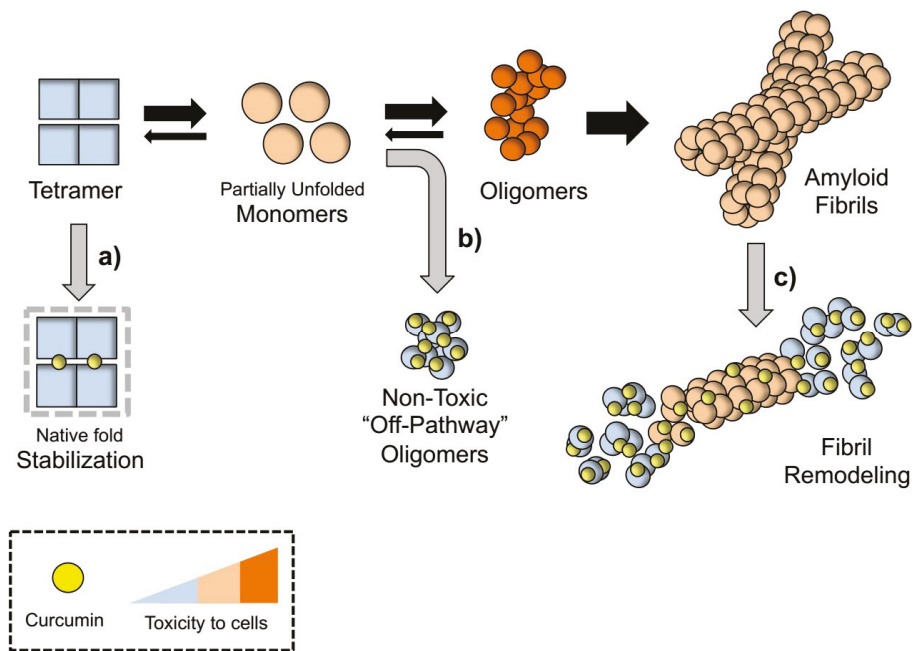 Tetramer
Partially Unfolded
Monomers
Oligomers
Amyloid
Fibrils
a)
b)
c)
Native fold
Stabilization
Non-Toxic
“Off-Pathway”
Oligomers
Fibril
Remodeling
Curcumin
Toxicity to cells